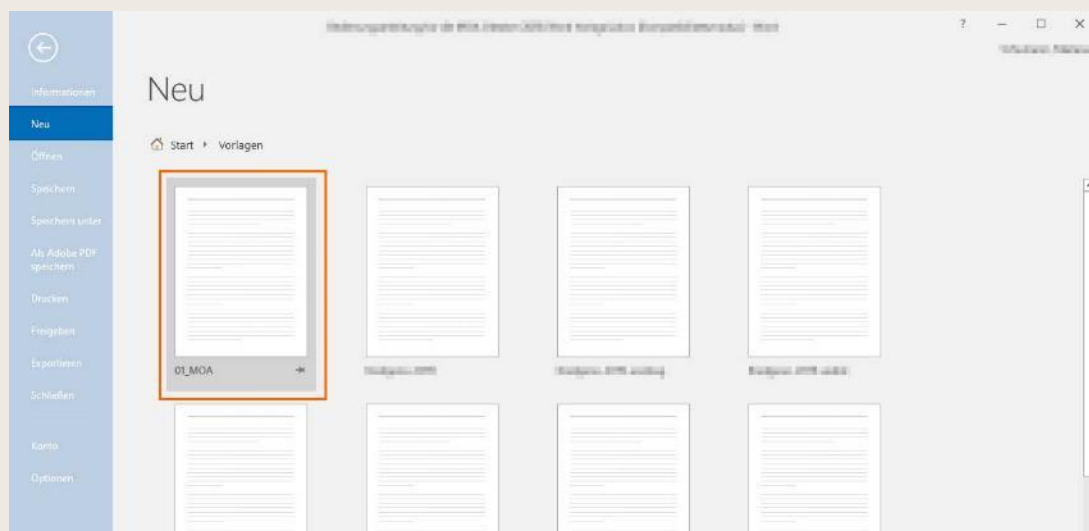 ?
Informationen
Neu
Neu
Start ▸ Vorlagen
Öffnen
Speichern
Speichern unter
Als Adobe PDF
speichern
Drucken
Freigeben
Exportieren
Schließen
Konto
Optionen
01_MOA